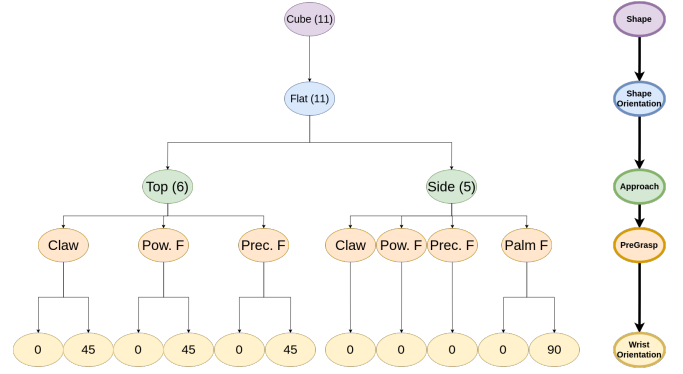 Cube (11)
Shape
Flat (11)
Shape
Orientation
Top (6)
Side (5)
Approach
Claw
Pow. F
Prec. F
Claw
Pow. F
Prec. F
Palm F
PreGrasp
0
45
0
45
0
45
0
0
0
0
90
Wrist
Orientation